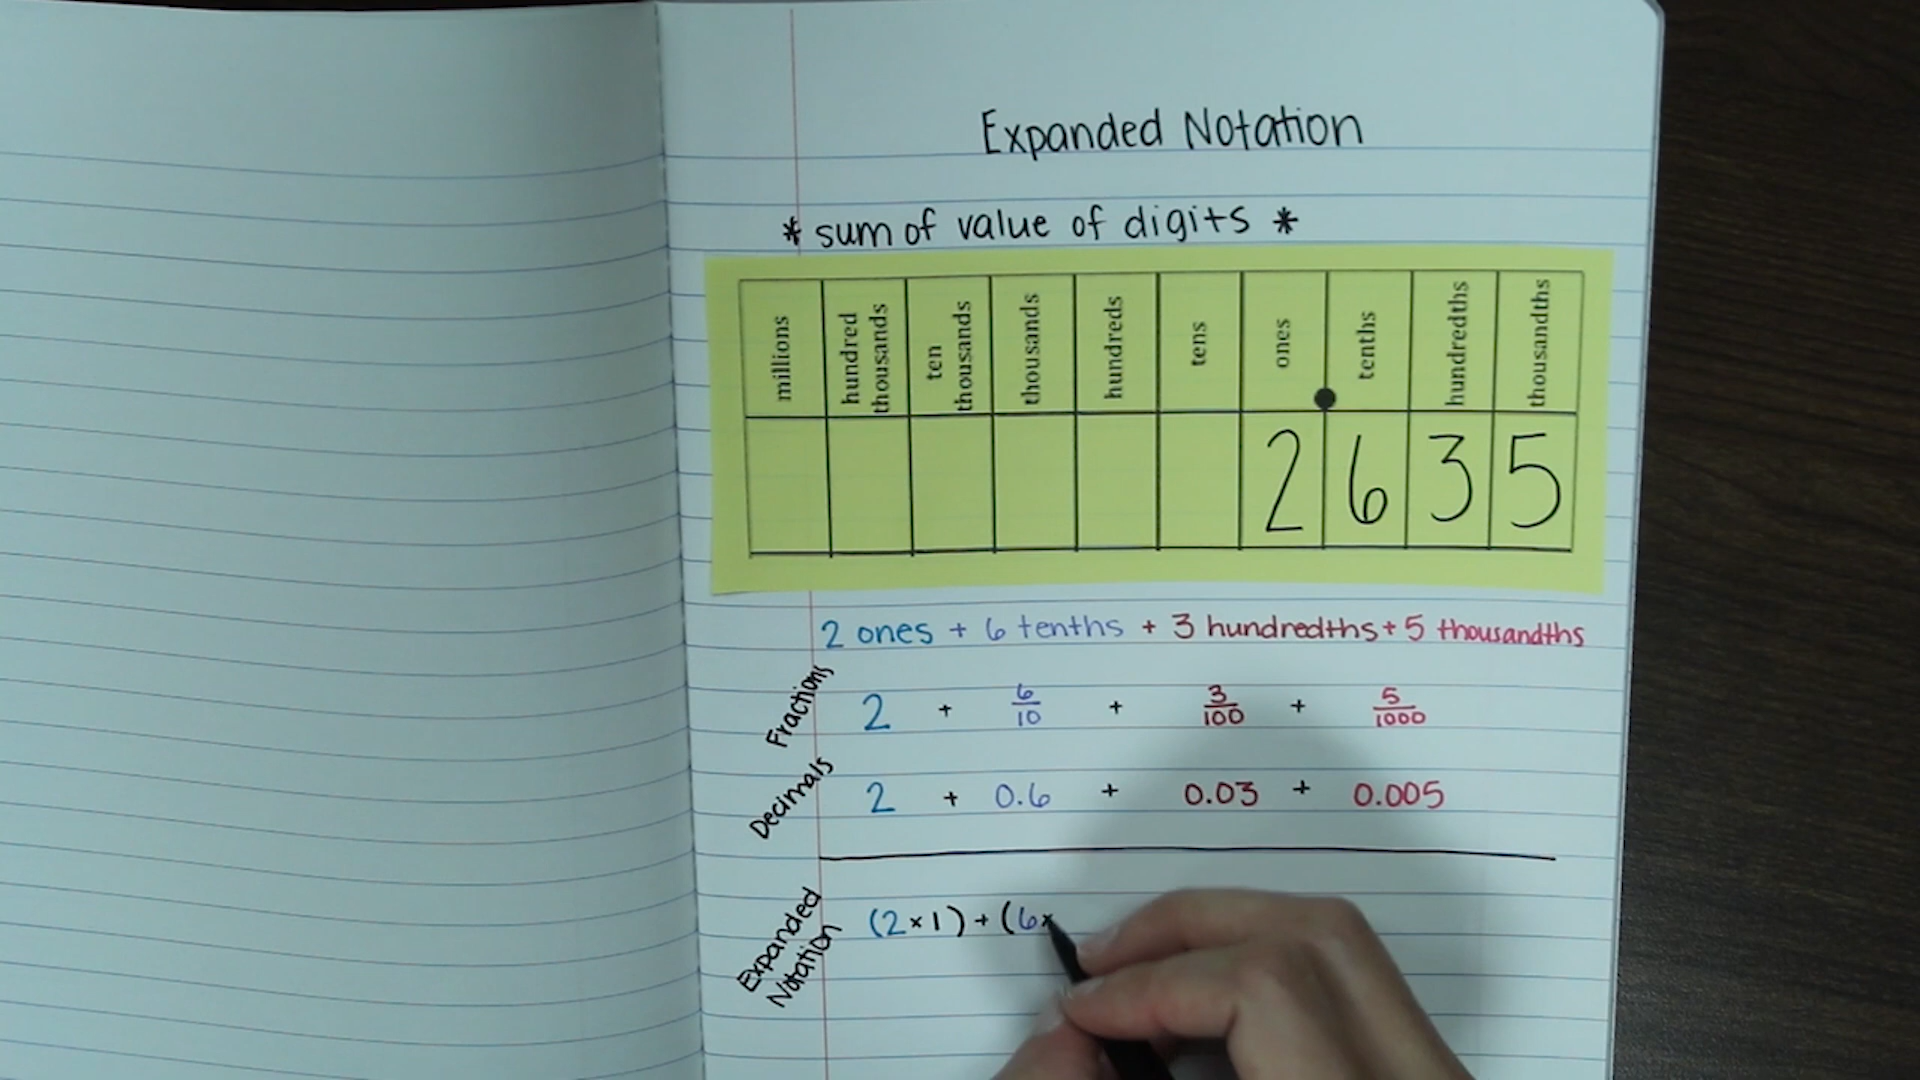 Expanded Notation
* sum of value of digits *
millions
hundred thousands
ten thousands
thousands
hundreds
tens
ones
tenths
hundredths
thousandths
2 6 3 5
2 ones + 6 tenths + 3 hundredths + 5 thousandths
Fractions 2 + 6/10 + 3/100 + 5/1000
Decimals 2 + 0.6 + 0.03 + 0.005
Expanded Notation (2 × 1) + (6×